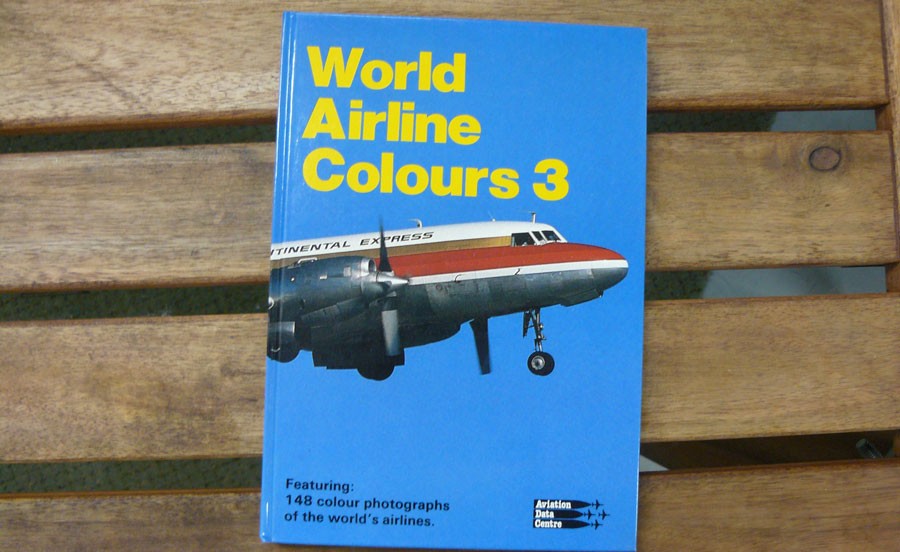 World
Airline
Colours 3
TINENTAL EXPRESS
Featuring:
148 colour photographs
of the world's airlines.
Aviation
Data
Centre